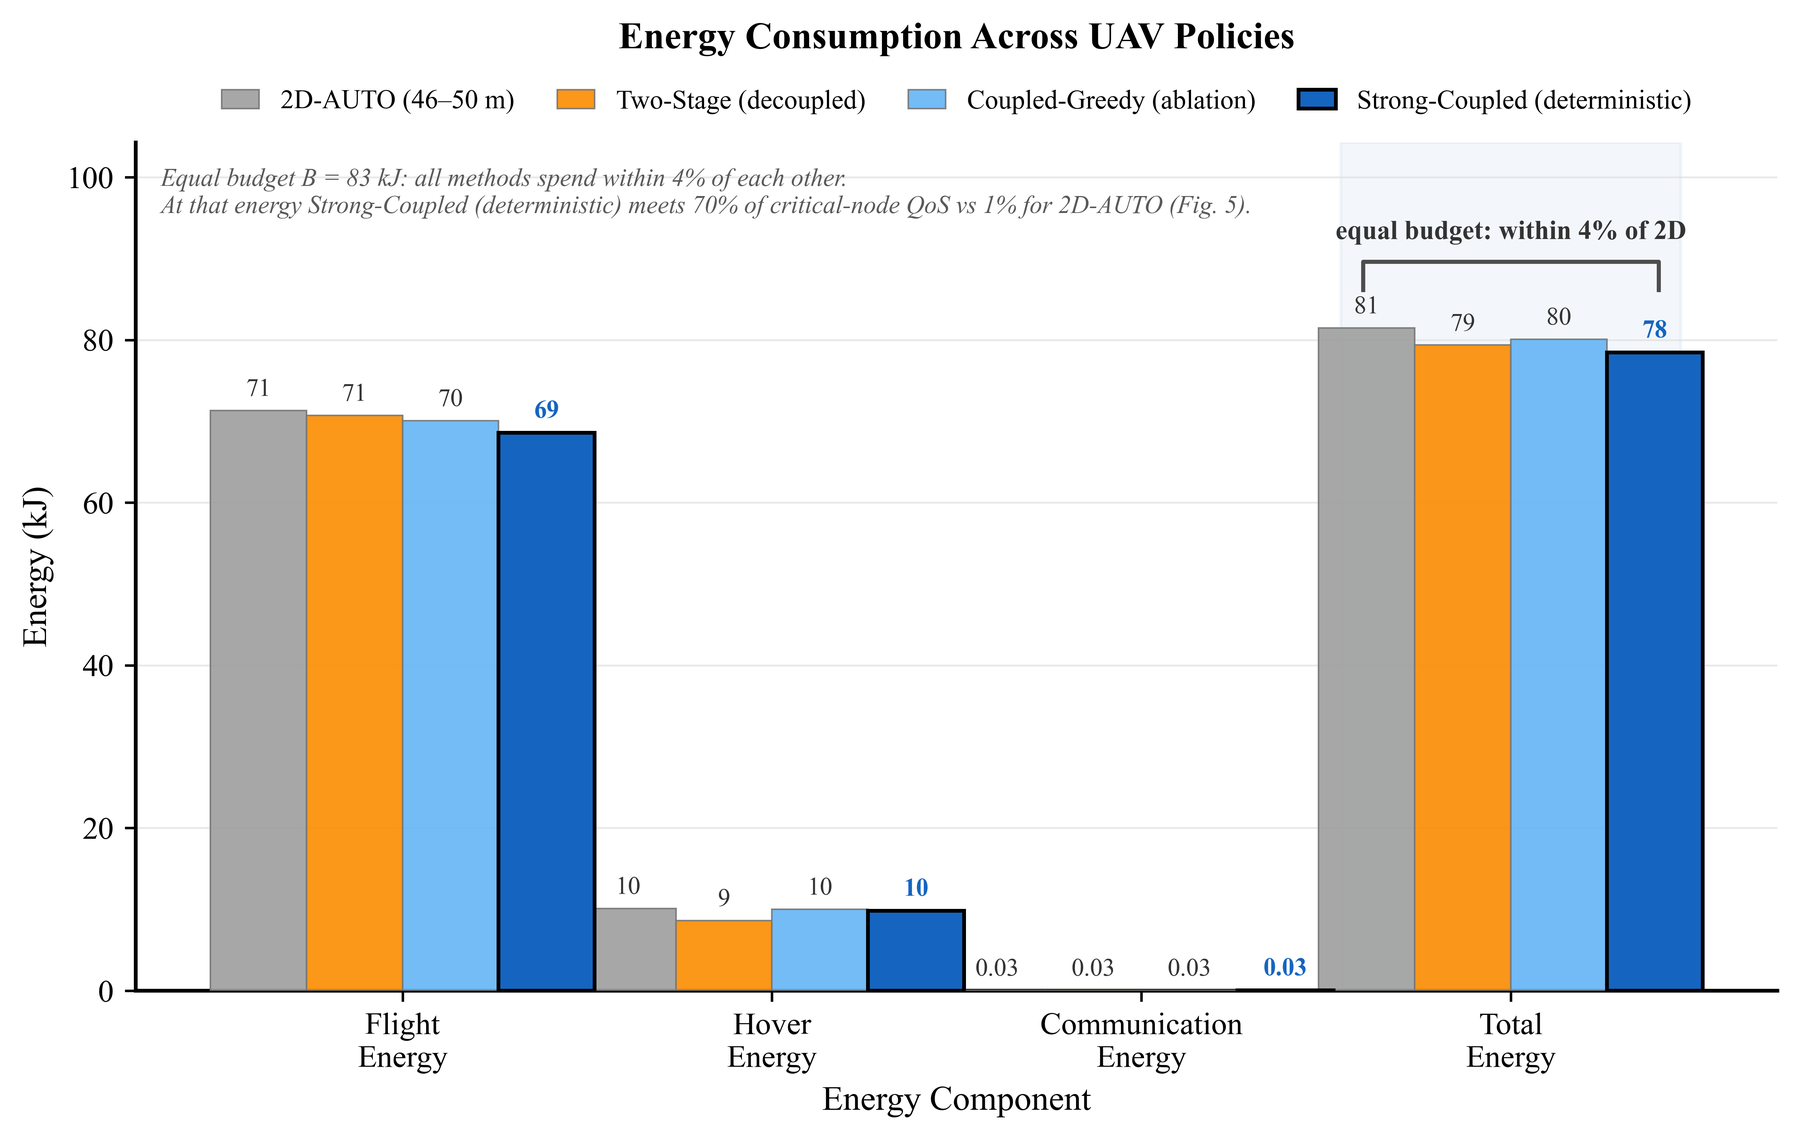 Energy Consumption Across UAV Policies
2D-AUTO (46–50 m) Two-Stage (decoupled) Coupled-Greedy (ablation) Strong-Coupled (deterministic)
Equal budget B = 83 kJ: all methods spend within 4% of each other.
At that energy Strong-Coupled (deterministic) meets 70% of critical-node QoS vs 1% for 2D-AUTO (Fig. 5).
equal budget: within 4% of 2D
Energy (kJ)
100
80
60
40
20
0
71 71 70 69
10 9 10 10
0.03 0.03 0.03 0.03
81 79 80 78
Flight
Energy
Hover
Energy
Communication
Energy
Total
Energy
Energy Component